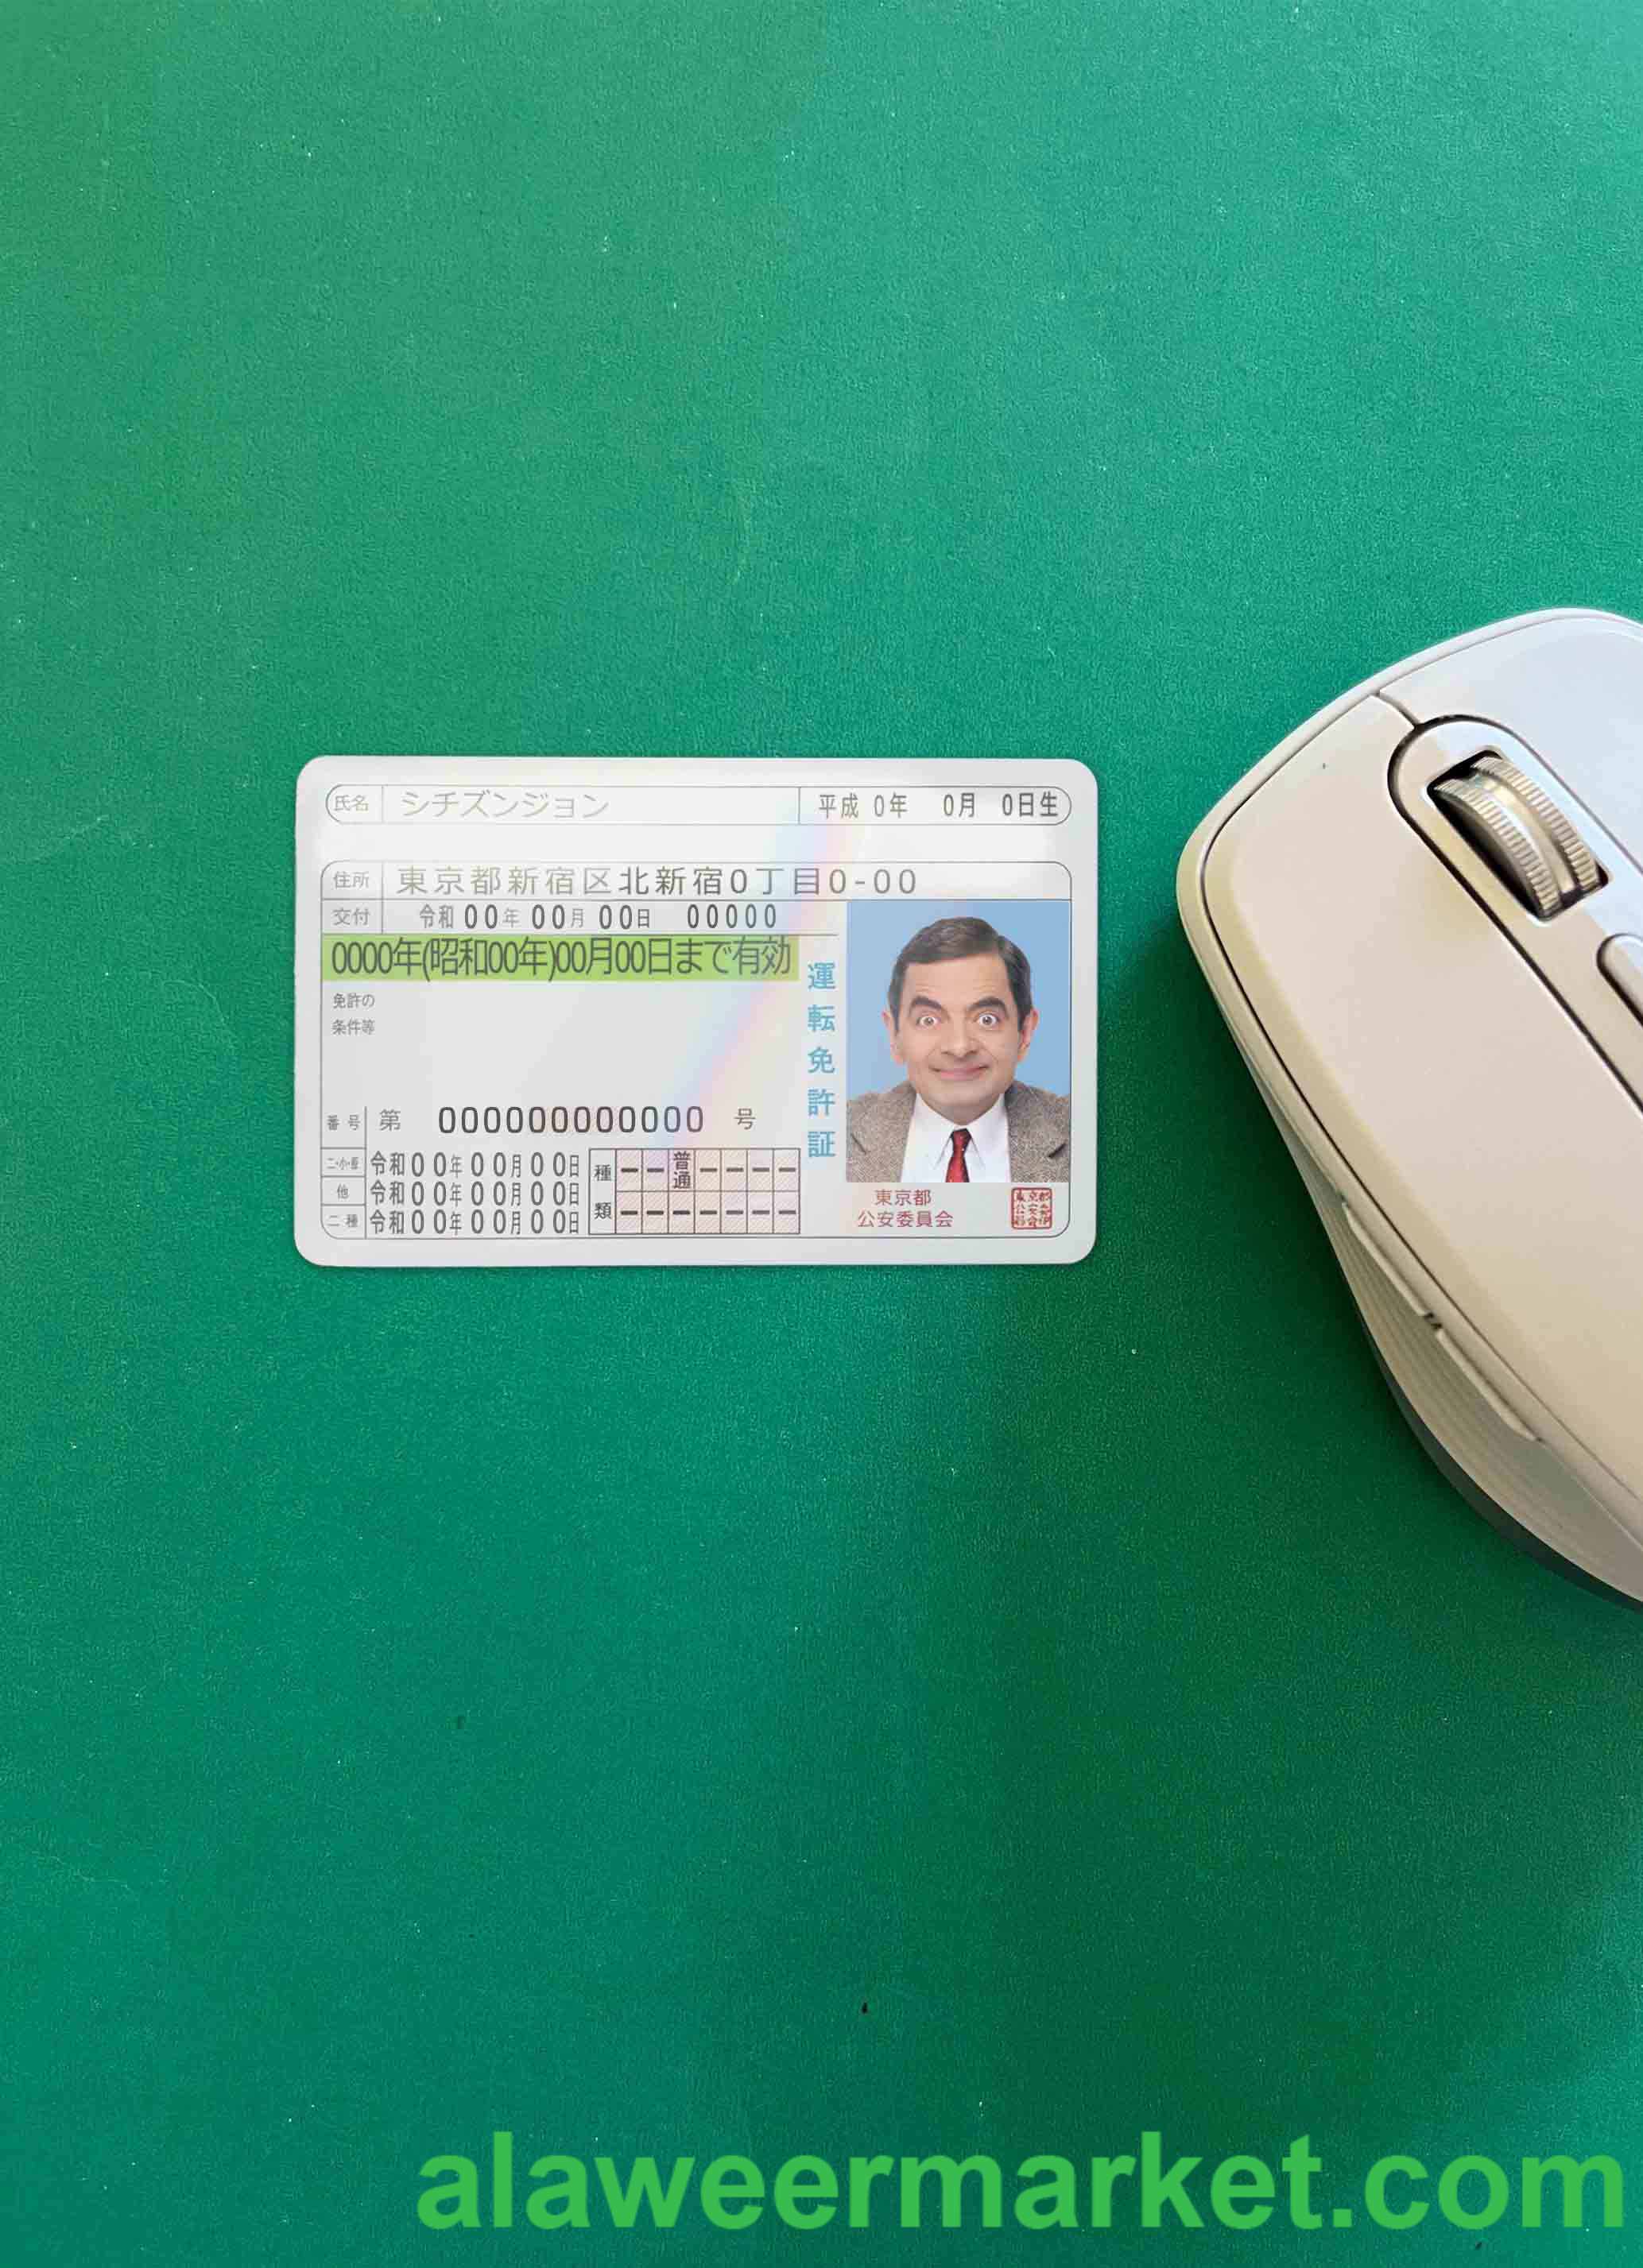 氏名 シチズンジョン 平成 0年 0月 0日生
住所 東京都新宿区北新宿0丁目0-00
交付 令和 00年 00月 00日 00000
0000年(昭和00年)00月00日まで有効
免許の
条件等
運転免許証
番号 第 000000000000 号
二・小・原 令和00年00月00日
他 令和00年00月00日
二種 令和00年00月00日
種類 普通
東京都
公安委員会
alaweermarket.com